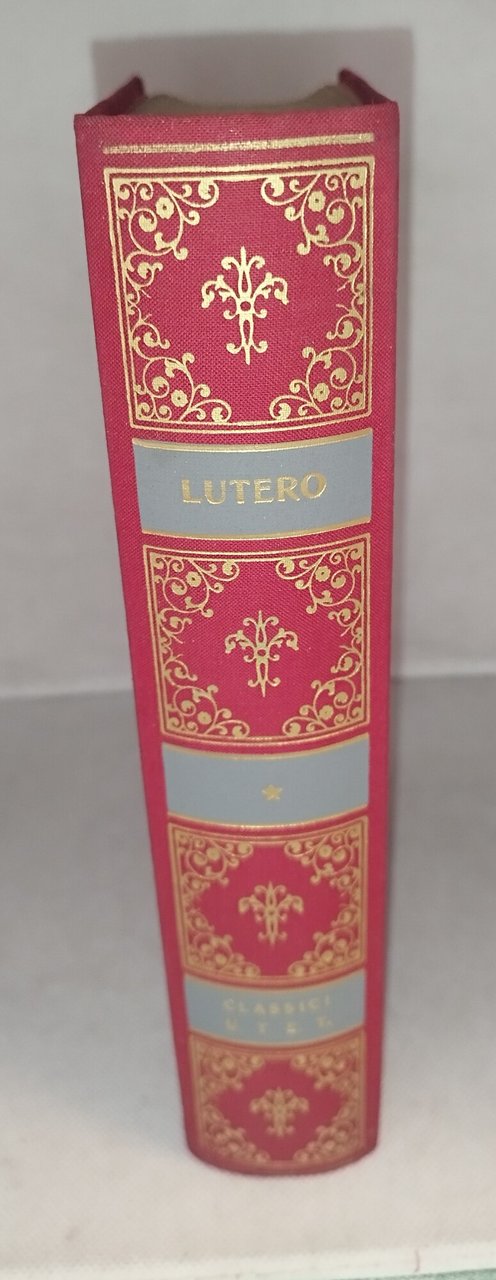 LUTERO
CLASSICI
U. T. E. T.